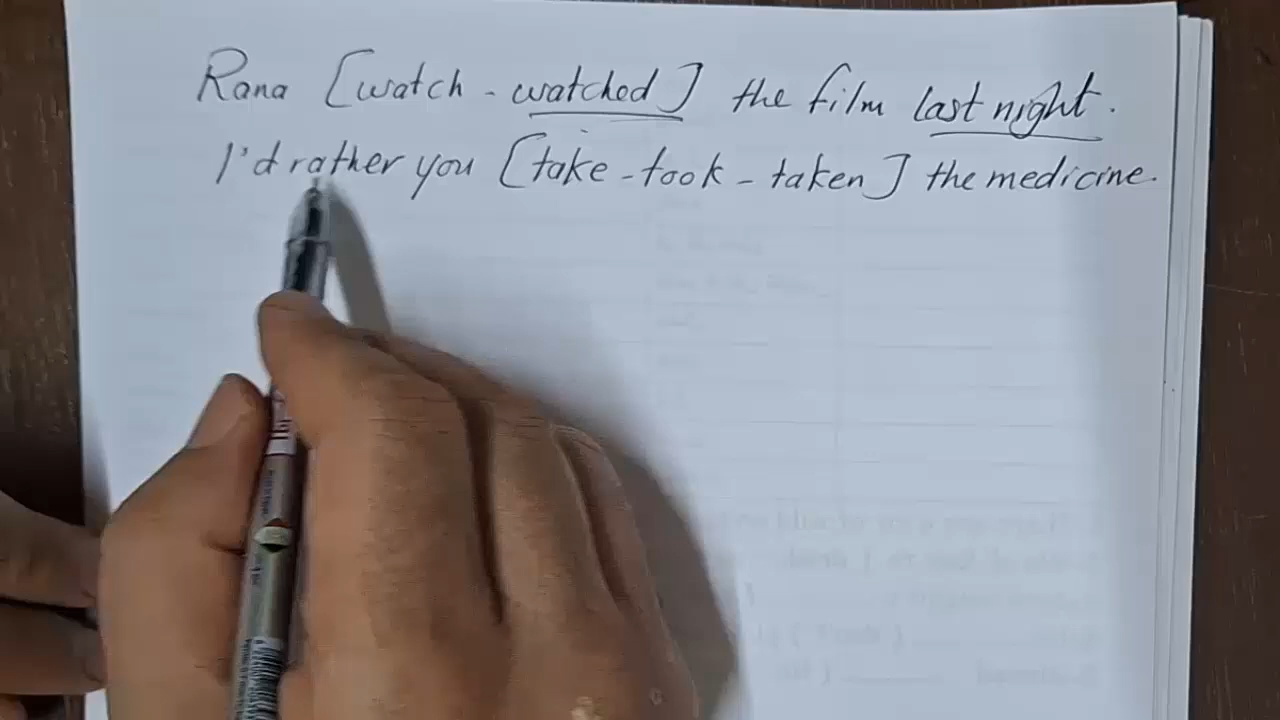 Rana [watch - watched] the film last night.
I'd rather you [take - took - taken] the medicine.